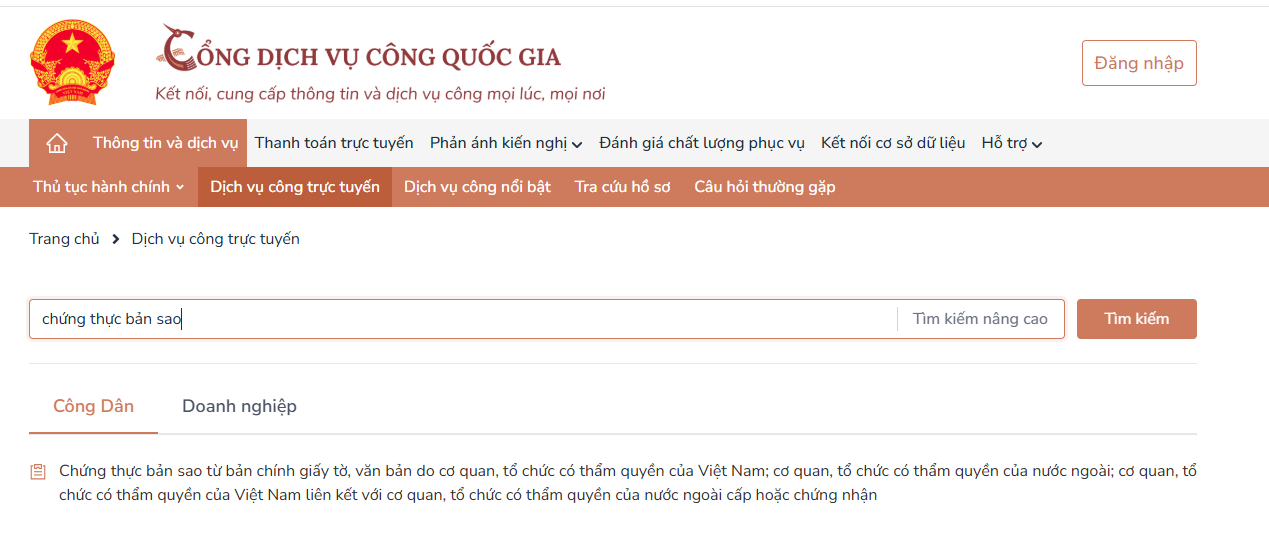 CỔNG DỊCH VỤ CÔNG QUỐC GIA
Kết nối, cung cấp thông tin và dịch vụ công mọi lúc, mọi nơi
Đăng nhập
Thông tin và dịch vụ Thanh toán trực tuyến Phản ánh kiến nghị Đánh giá chất lượng phục vụ Kết nối cơ sở dữ liệu Hỗ trợ
Thủ tục hành chính Dịch vụ công trực tuyến Dịch vụ công nổi bật Tra cứu hồ sơ Câu hỏi thường gặp
Trang chủ Dịch vụ công trực tuyến
chứng thực bản sao Tìm kiếm nâng cao Tìm kiếm
Công Dân Doanh nghiệp
Chứng thực bản sao từ bản chính giấy tờ, văn bản do cơ quan, tổ chức có thẩm quyền của Việt Nam; cơ quan, tổ chức có thẩm quyền của nước ngoài; cơ quan, tổ
chức có thẩm quyền của Việt Nam liên kết với cơ quan, tổ chức có thẩm quyền của nước ngoài cấp hoặc chứng nhận